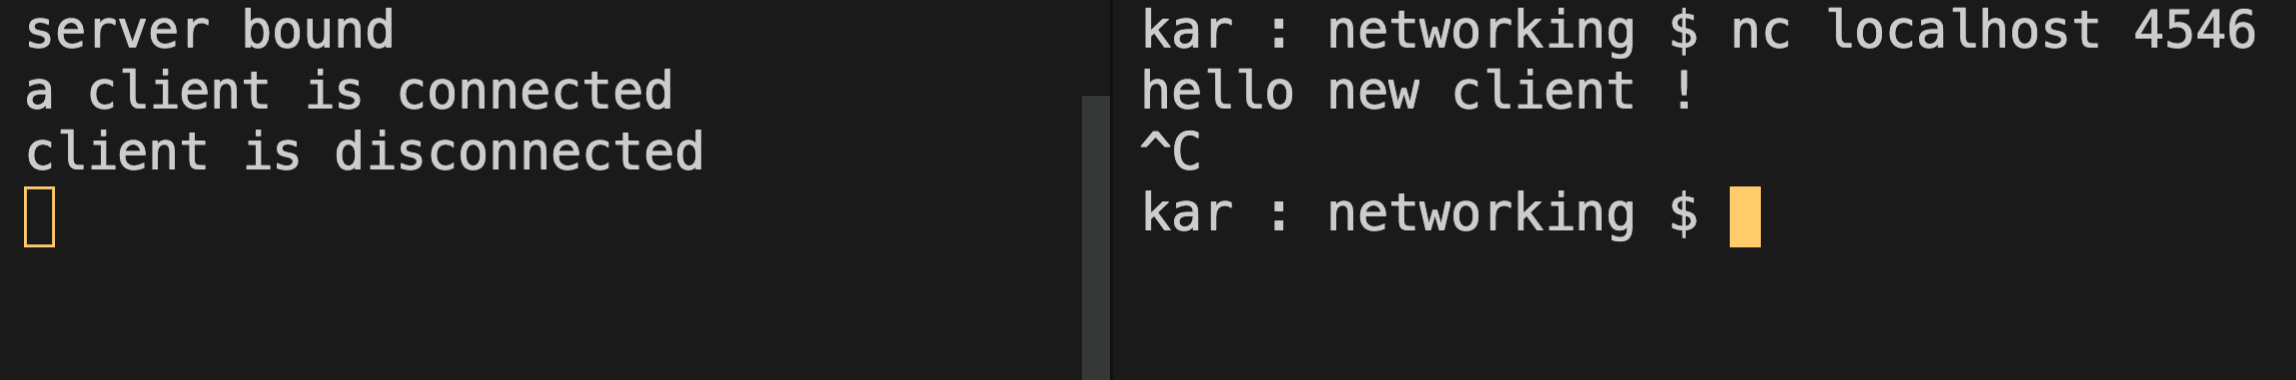 server bound
a client is connected
client is disconnected
kar : networking $ nc localhost 4546
hello new client !
^C
kar : networking $